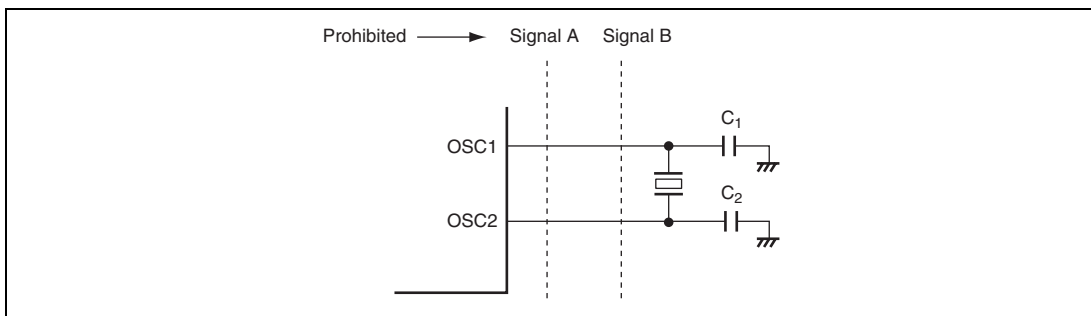 Prohibited Signal A Signal B
C1
OSC1
C2
OSC2